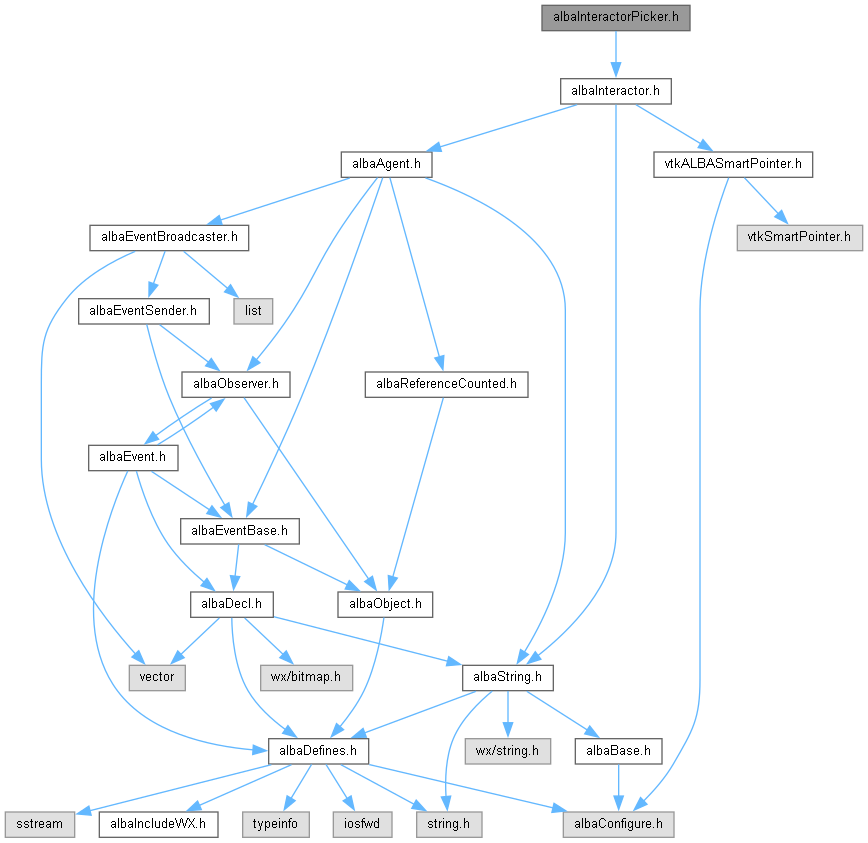 albaInteractorPicker.h
albaInteractor.h
albaAgent.h
vtkALBASmartPointer.h
albaEventBroadcaster.h
vtkSmartPointer.h
albaEventSender.h
list
albaObserver.h
albaReferenceCounted.h
albaEvent.h
albaEventBase.h
albaDecl.h
albaObject.h
vector
wx/bitmap.h
albaString.h
albaDefines.h
wx/string.h
albaBase.h
sstream
albaIncludeWX.h
typeinfo
iosfwd
string.h
albaConfigure.h